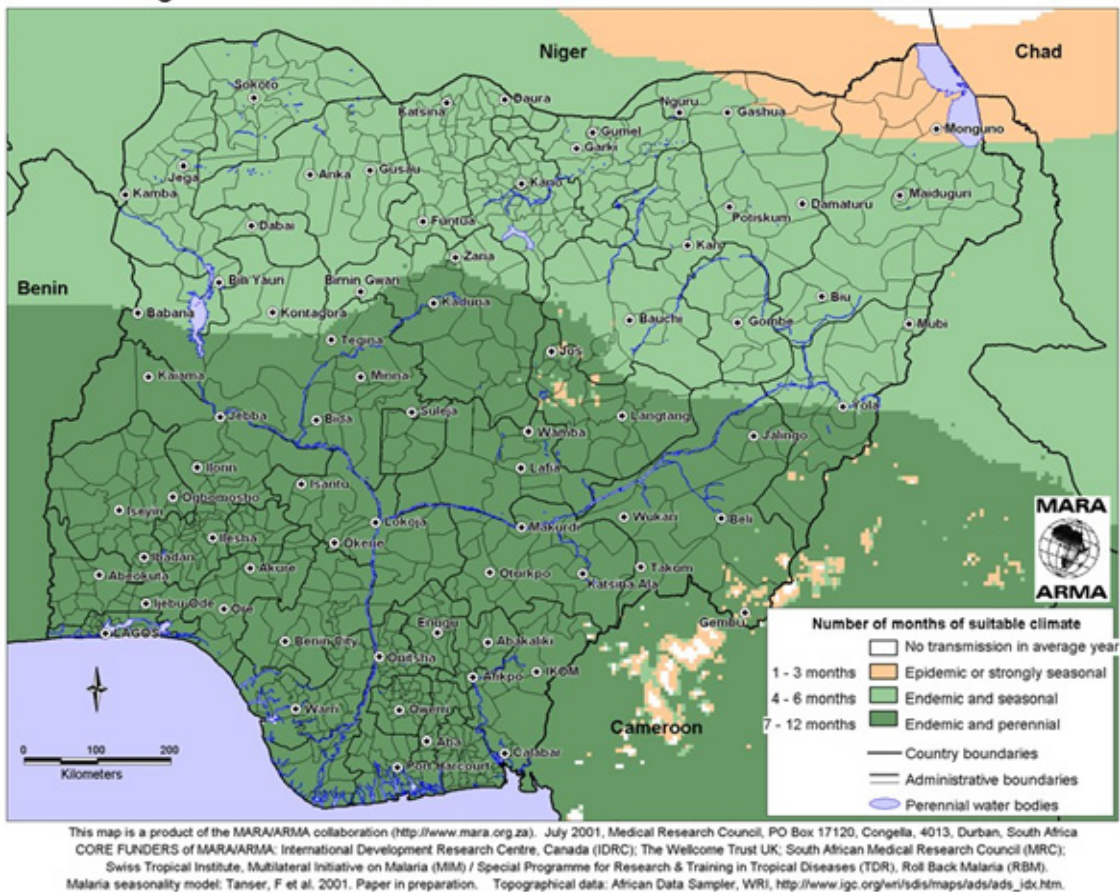 Niger
Chad
Sokoto
Katsina
Daura
Nguru
Gashua
Gumel
Garki
Monguno
Jega
Anka
Gusau
Kano
Kamba
Maiduguri
Damaturu
Potiskum
Dabai
Funtua
Kari
Zaria
Benin
Bin Yauri
Birnin Gwari
Kaduna
Biu
Babana
Kontagora
Bauchi
Gombe
Mubi
Tegina
Jos
Kaiama
Minna
Jebba
Bida
Suleja
Langtang
Yola
Wamba
Jalingo
Ilorin
Lafia
Isantu
Ogbomosho
Iseyin
Lokoja
Makurdi
Wukari
Beli
Ilesha
Okene
Ibadan
Abeokuta
Akure
Oturkpo
Katsina Ala
Takum
MARA
ARMA
Ijebu Ode
Gembu
LAGOS
Enugu
Benin City
Abakaliki
Onitsha
IKOM
Warri
Owerri
Cameroon
Aba
Calabar
Port Harcourt
0 100 200
Kilometers
Number of months of suitable climate
No transmission in average year
1 - 3 months Epidemic or strongly seasonal
4 - 6 months Endemic and seasonal
7 - 12 months Endemic and perennial
Country boundaries
Administrative boundaries
Perennial water bodies
This map is a product of the MARA/ARMA collaboration (http://www.mara.org.za). July 2001, Medical Research Council, PO Box 17120, Congella, 4013, Durban, South Africa
CORE FUNDERS of MARA/ARMA: International Development Research Centre, Canada (IDRC); The Wellcome Trust UK; South African Medical Research Council (MRC);
Swiss Tropical Institute, Multilateral Initiative on Malaria (MIM) / Special Programme for Research & Training in Tropical Diseases (TDR), Roll Back Malaria (RBM).
Malaria seasonality model: Tanser, F et al. 2001. Paper in preparation. Topographical data: African Data Sampler, WRI, http://www.igc.org/wri/sdis/maps/ads/ads_idx.htm.